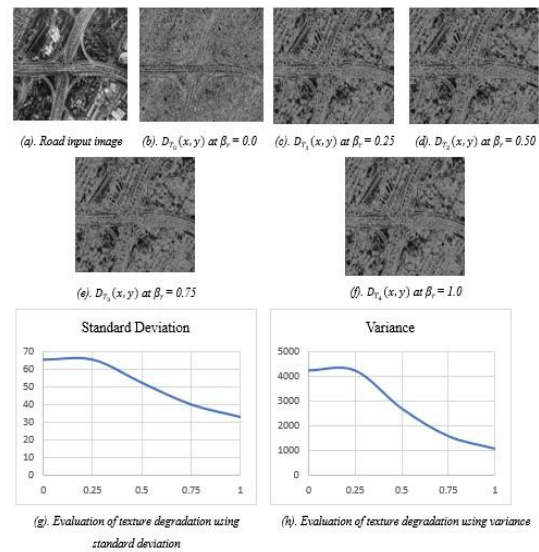 (a). Road input image
(b). D_{T_0}(x, y) at β_r = 0.0
(c). D_{T_1}(x, y) at β_r = 0.25
(d). D_{T_2}(x, y) at β_r = 0.50
(e). D_{T_3}(x, y) at β_r = 0.75
(f). D_{T_4}(x, y) at β_r = 1.0
Standard Deviation
70
60
50
40
30
20
10
0
0 0.25 0.5 0.75 1
Variance
5000
4000
3000
2000
1000
0
0 0.25 0.5 0.75 1
(g). Evaluation of texture degradation using
standard deviation
(h). Evaluation of texture degradation using variance